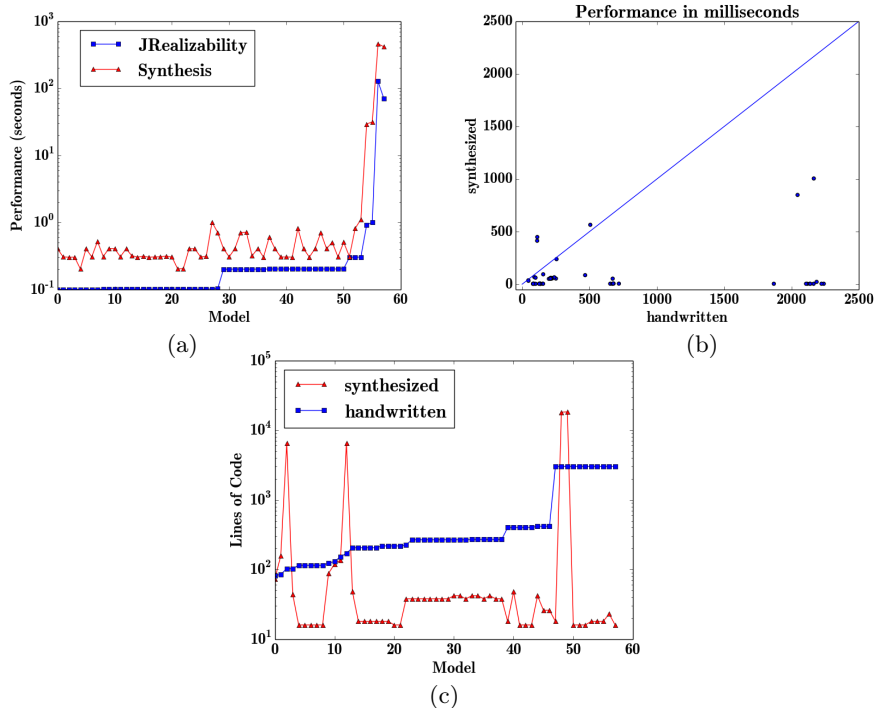 10^3
10^2
10^1
10^0
10^-1
Performance (seconds)
JRealizability
Synthesis
0 10 20 30 40 50 60
Model
(a)
Performance in milliseconds
2500
2000
1500
1000
500
0
synthesized
0 500 1000 1500 2000 2500
handwritten
(b)
10^5
10^4
10^3
10^2
10^1
Lines of Code
synthesized
handwritten
0 10 20 30 40 50 60
Model
(c)